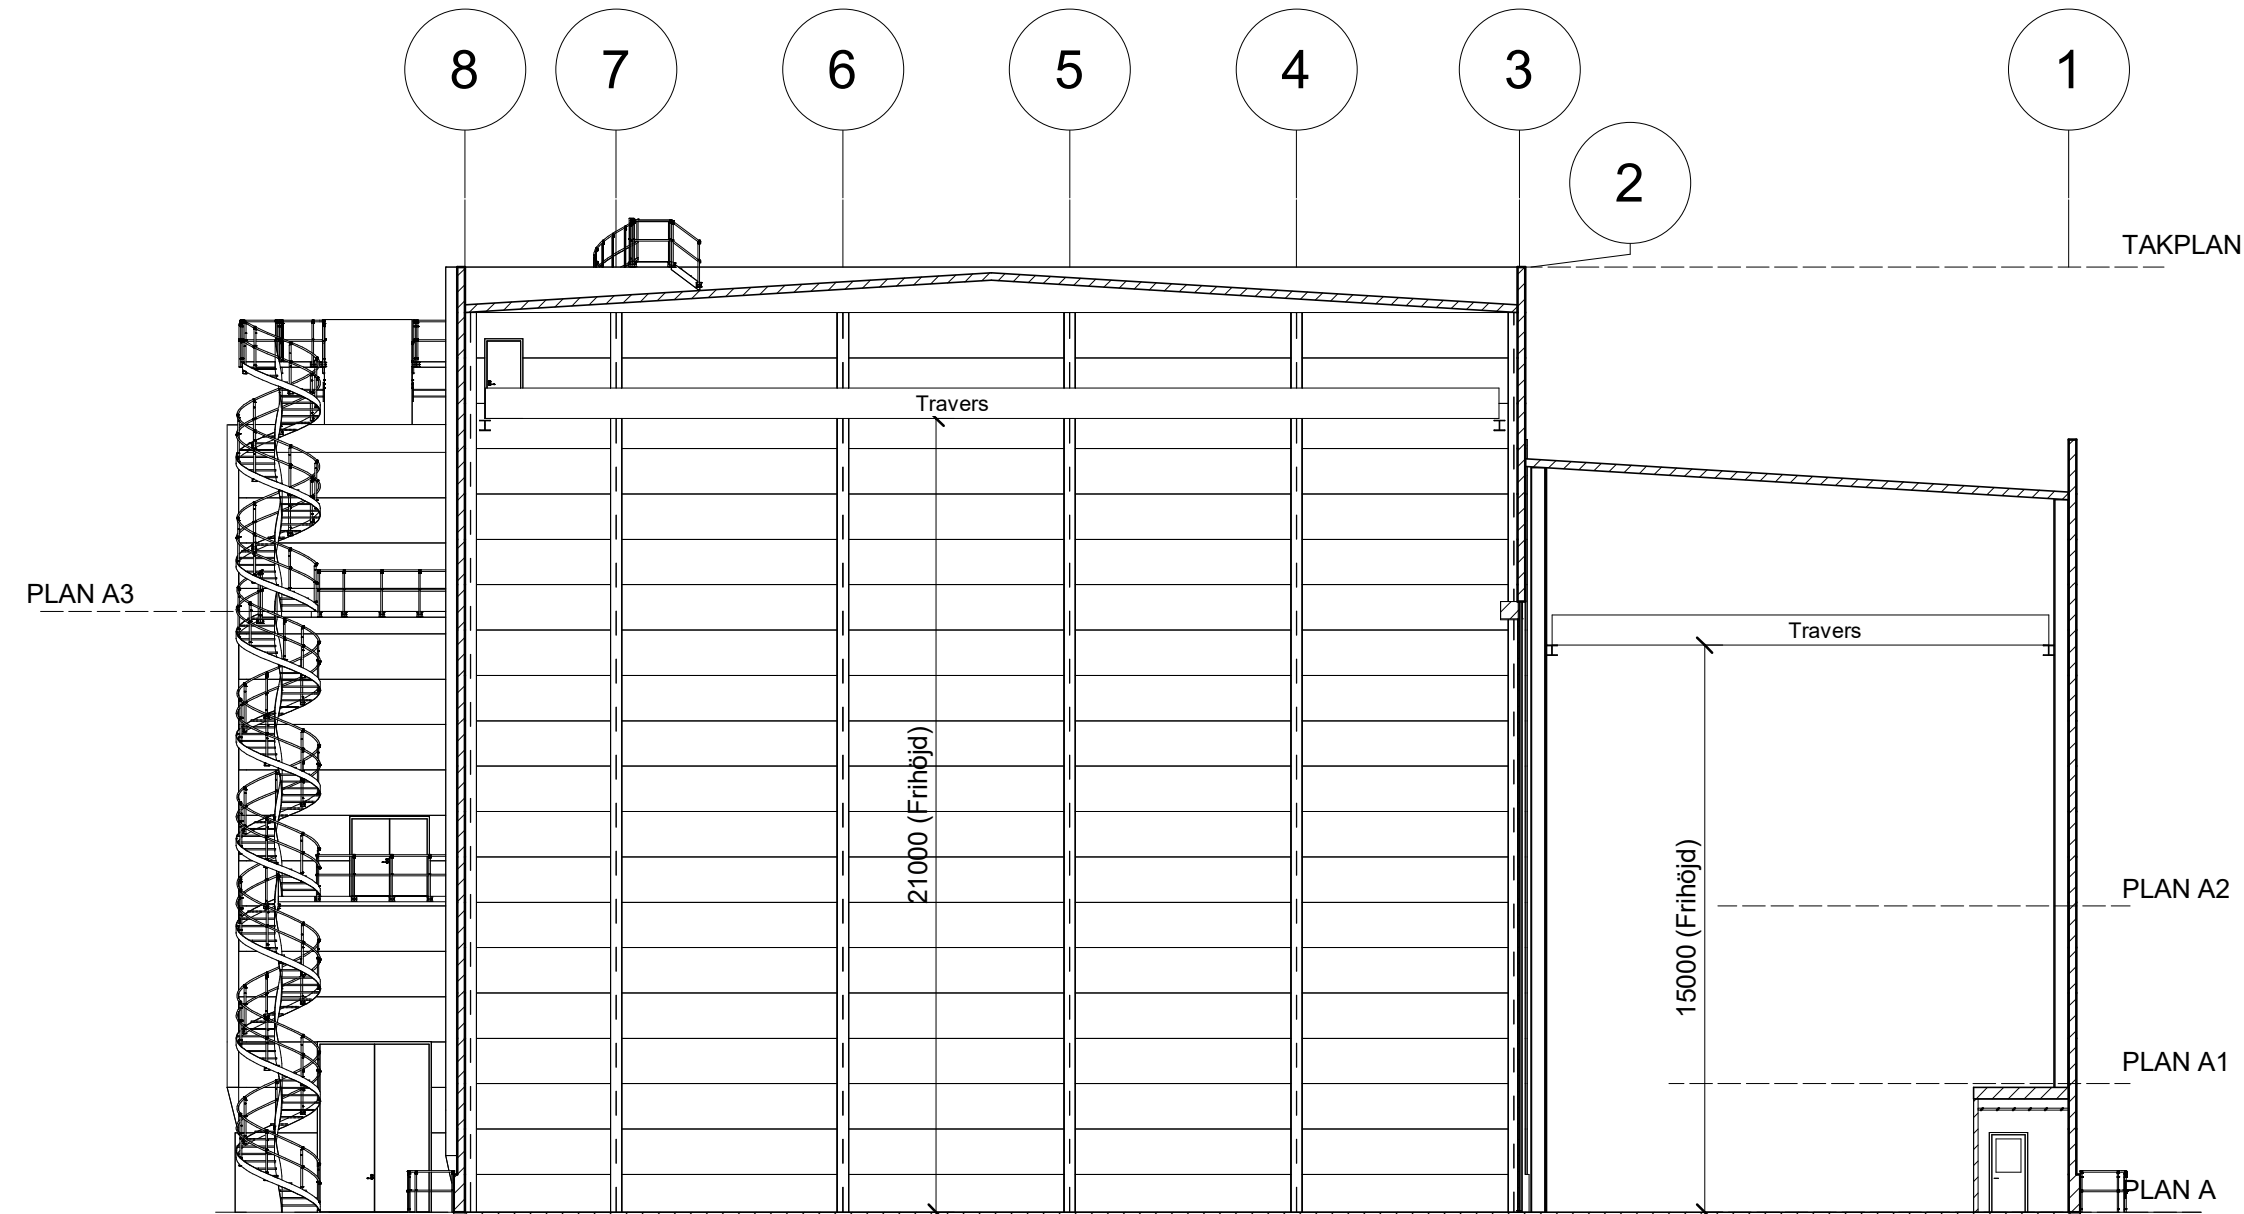 8
7
6
5
4
3
1
2
TAKPLAN
Travers
PLAN A3
Travers
21000 (Frihöjd)
15000 (Frihöjd)
PLAN A2
PLAN A1
PLAN A